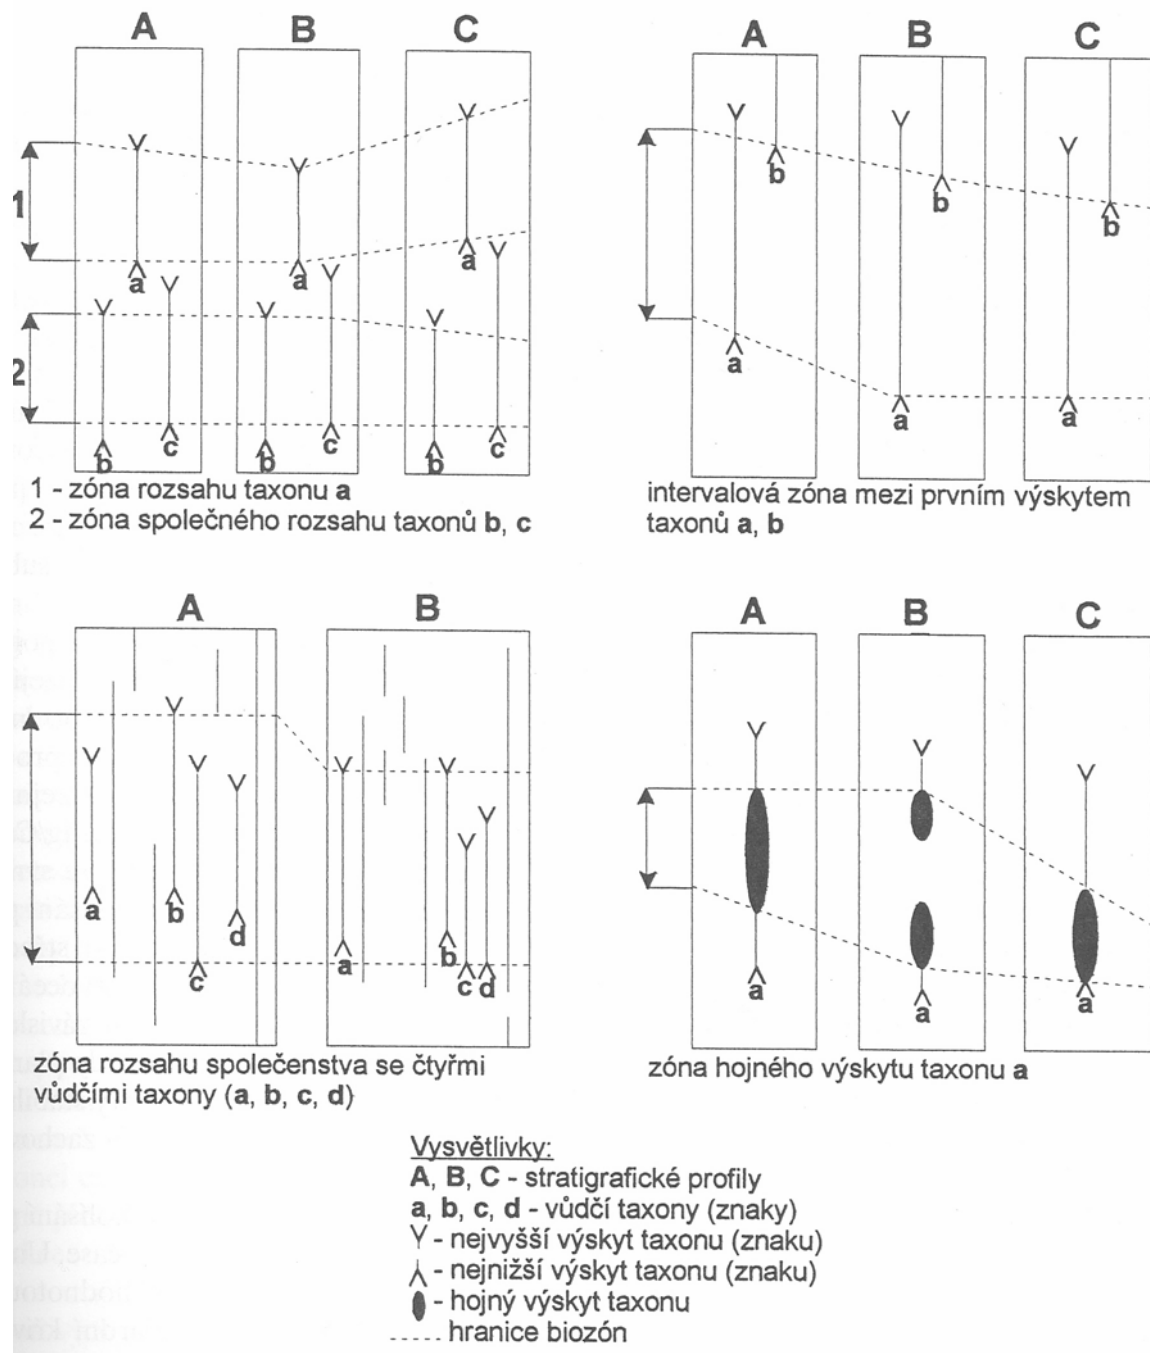 A B C
1
a a a
2
b c b c b c
1 - zóna rozsahu taxonu a
2 - zóna společného rozsahu taxonů b, c
A B C
b b b
a a a
intervalová zóna mezi prvním výskytem
taxonů a, b
A B
a b d c
a b c d
zóna rozsahu společenstva se čtyřmi
vůdčími taxony (a, b, c, d)
A B C
a a a
zóna hojného výskytu taxonu a
Vysvětlivky:
A, B, C - stratigrafické profily
a, b, c, d - vůdčí taxony (znaky)
- nejvyšší výskyt taxonu (znaku)
- nejnižší výskyt taxonu (znaku)
- hojný výskyt taxonu
hranice biozón